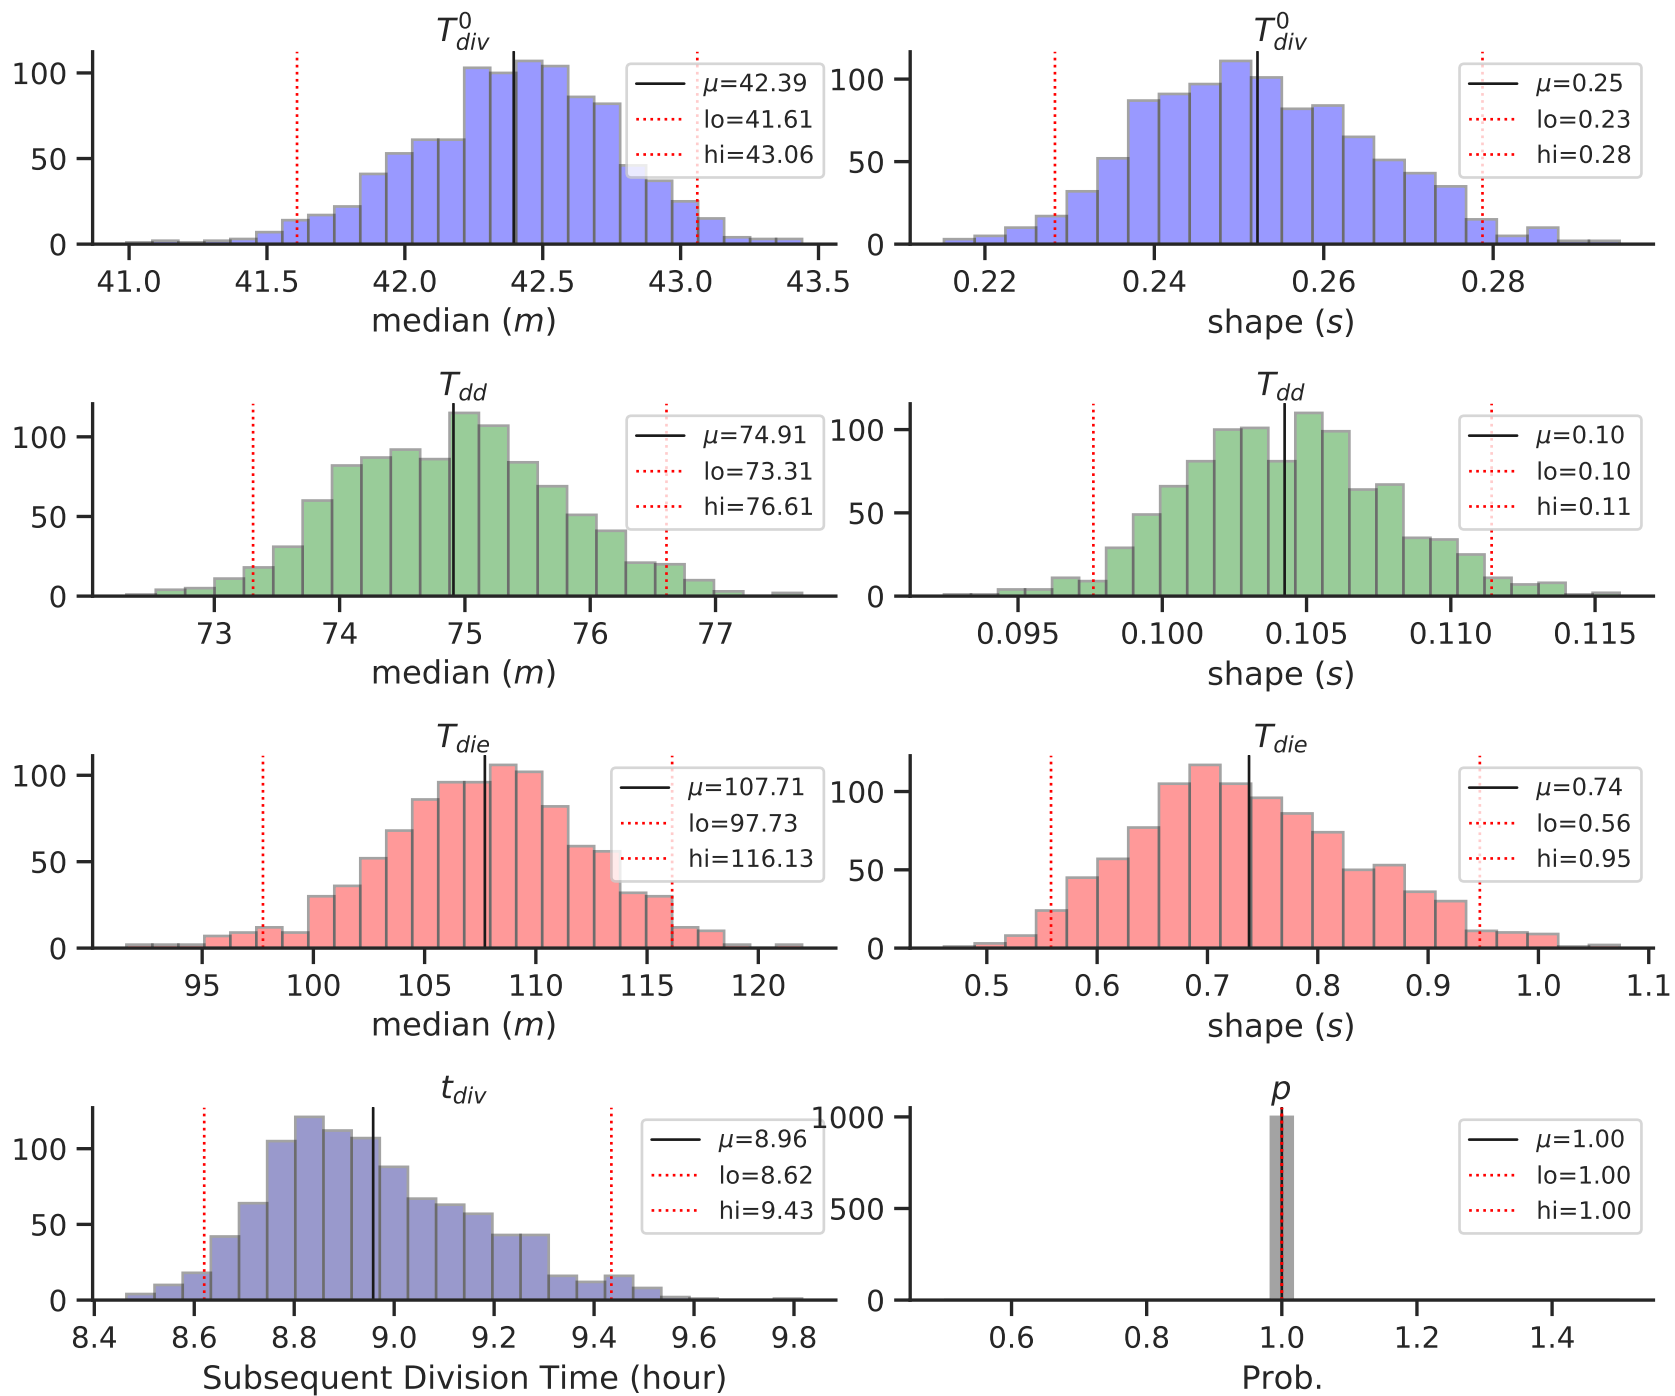 T⁰div
100
50
0
μ=42.39
lo=41.61
hi=43.06
41.0 41.5 42.0 42.5 43.0 43.5
median (m)
T⁰div
100
50
0
μ=0.25
lo=0.23
hi=0.28
0.22 0.24 0.26 0.28
shape (s)
Tdd
100
50
0
μ=74.91
lo=73.31
hi=76.61
73 74 75 76 77
median (m)
Tdd
100
50
0
μ=0.10
lo=0.10
hi=0.11
0.095 0.100 0.105 0.110 0.115
shape (s)
Tdie
100
50
0
μ=107.71
lo=97.73
hi=116.13
95 100 105 110 115 120
median (m)
Tdie
100
50
0
μ=0.74
lo=0.56
hi=0.95
0.5 0.6 0.7 0.8 0.9 1.0 1.1
shape (s)
tdiv
100
50
0
μ=8.96
lo=8.62
hi=9.43
8.4 8.6 8.8 9.0 9.2 9.4 9.6 9.8
Subsequent Division Time (hour)
p
1000
500
0
μ=1.00
lo=1.00
hi=1.00
0.6 0.8 1.0 1.2 1.4
Prob.